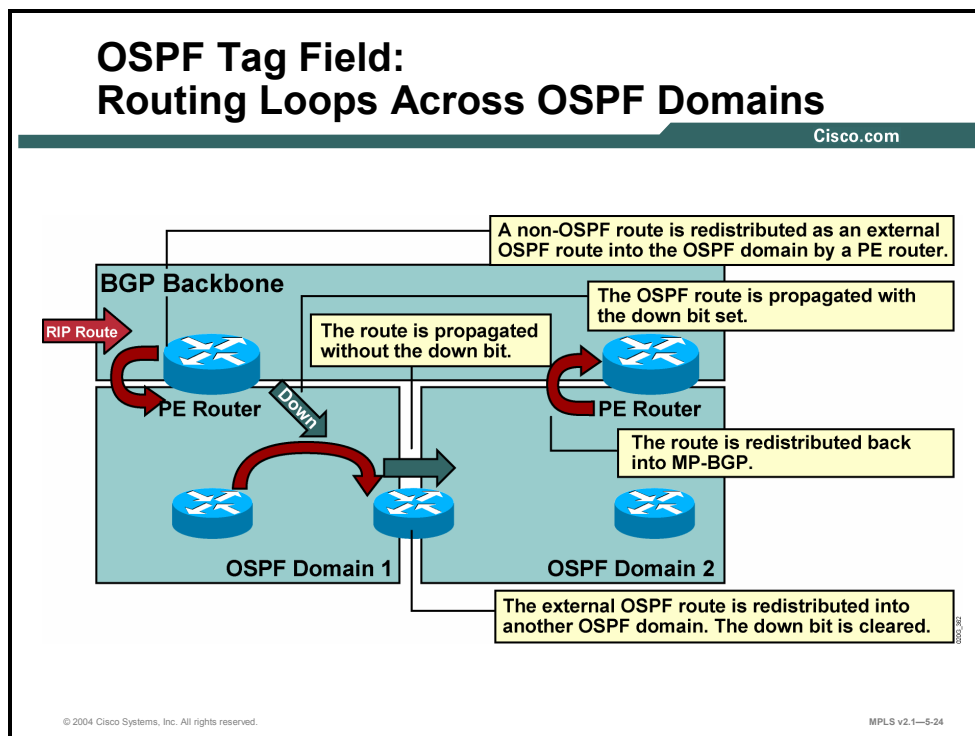 OSPF Tag Field:
Routing Loops Across OSPF Domains
Cisco.com
A non-OSPF route is redistributed as an external
OSPF route into the OSPF domain by a PE router.
BGP Backbone
The OSPF route is propagated with
the down bit set.
RIP Route
The route is propagated
without the down bit.
PE Router
Down
PE Router
The route is redistributed back
into MP-BGP.
OSPF Domain 1
OSPF Domain 2
The external OSPF route is redistributed into
another OSPF domain. The down bit is cleared.
020G_362
© 2004 Cisco Systems, Inc. All rights reserved.
MPLS v2.1—5-24